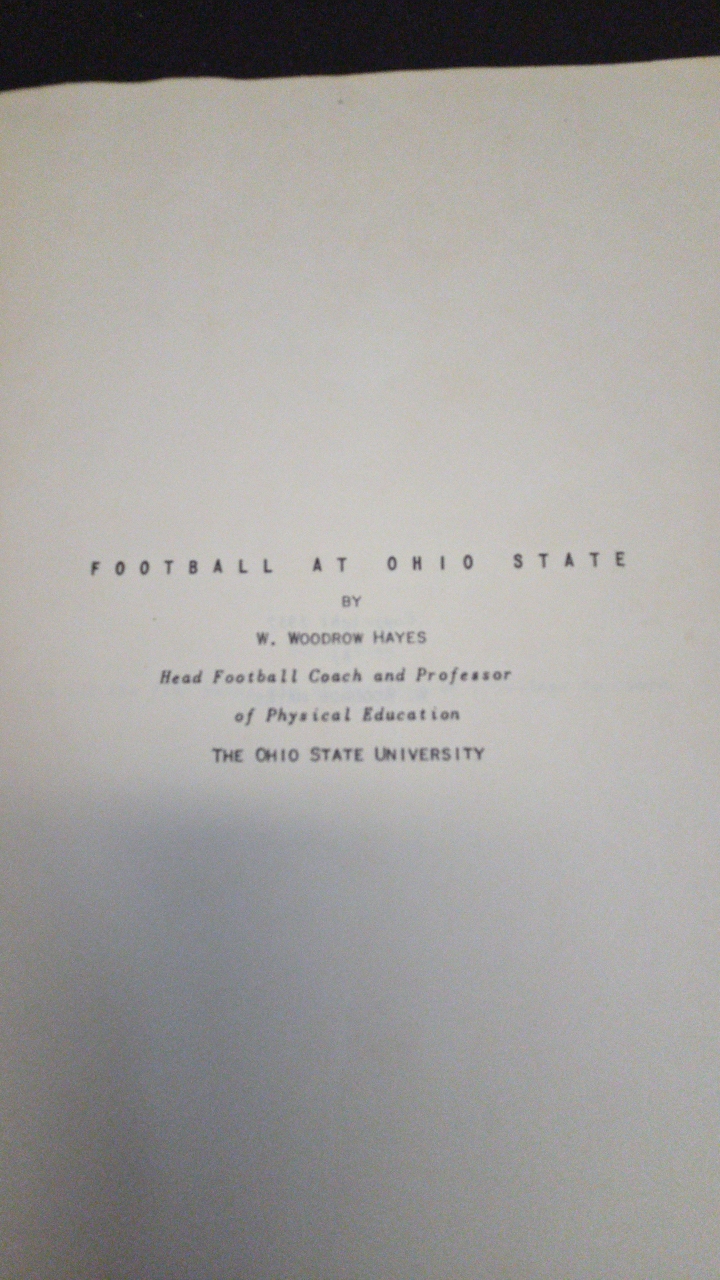 FOOTBALL AT OHIO STATE
BY
W. WOODROW HAYES
Head Football Coach and Professor
of Physical Education
THE OHIO STATE UNIVERSITY